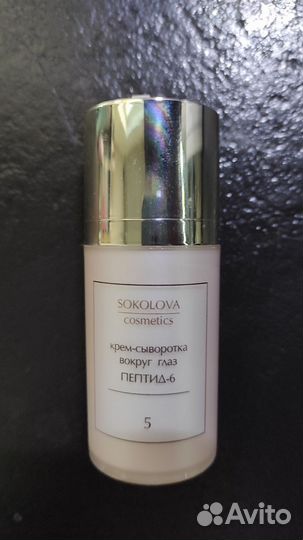 SOKOLOVA
cosmetics
крем-сыворотка
вокруг глаз
ПЕПТИД-6
5
Avito